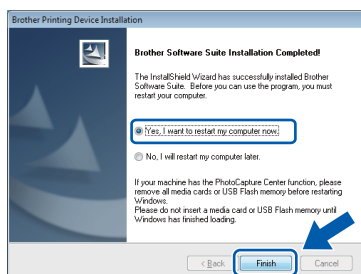 Brother Printing Device Installation
Brother Software Suite Installation Completed!
The InstallShield Wizard has successfully installed Brother
Software Suite. Before you can use the program, you must
restart your computer.
Yes, I want to restart my computer now.
No, I will restart my computer later.
If your machine has the PhotoCapture Center function, please
remove all media cards or USB Flash memory before restarting
Windows.
Please do not insert a media card or USB Flash memory until
Windows has finished loading.
< Back Finish Cancel